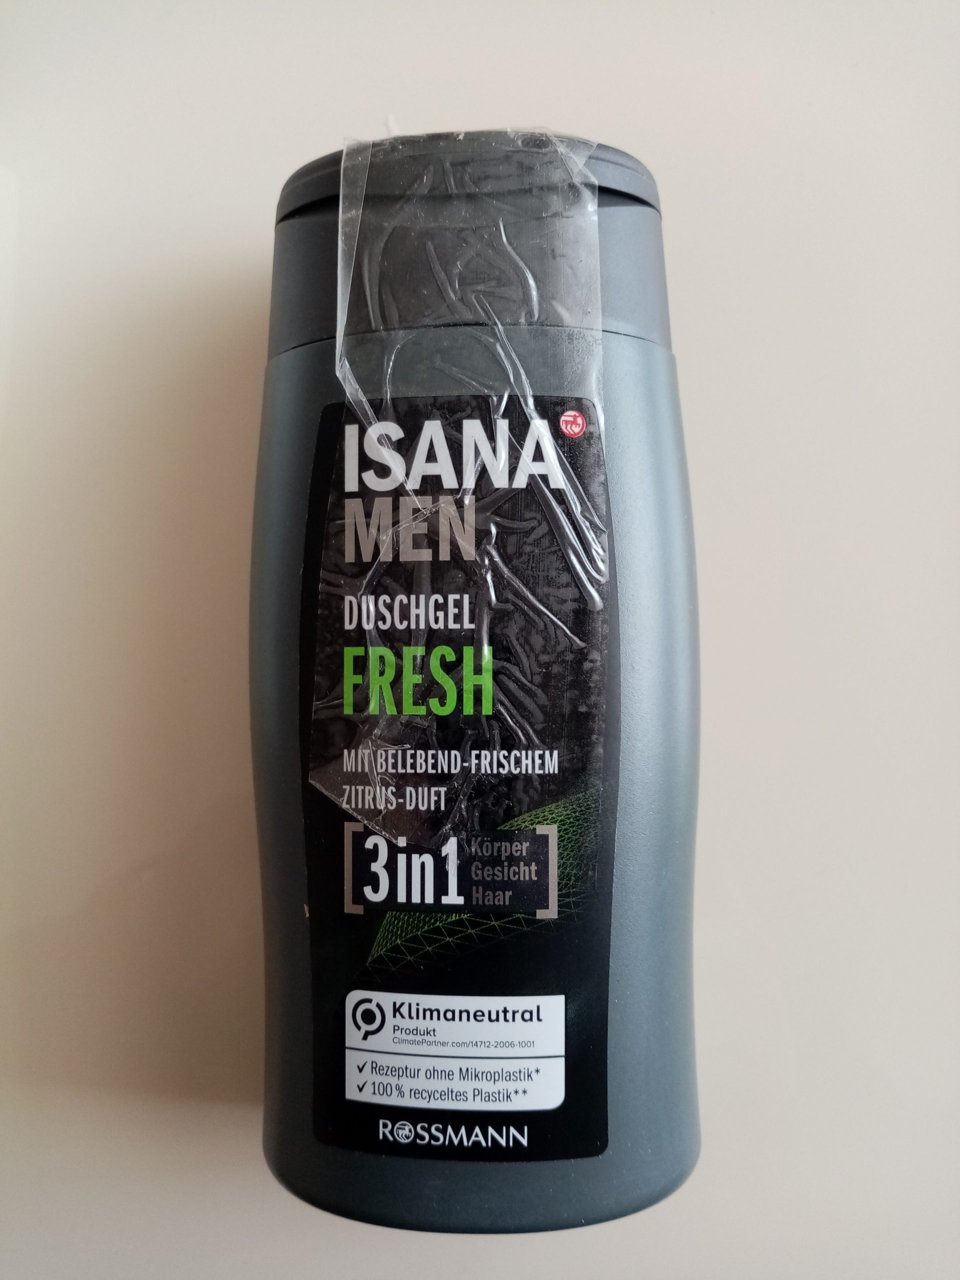 ISANA
MEN
DUSCHGEL
FRESH
MIT BELEBEND-FRISCHEM
ZITRUS-DUFT
[3in1 Körper
Gesicht
Haar]
Klimaneutral
Produkt
ClimatePartner.com/14712-2006-1001
✓ Rezeptur ohne Mikroplastik*
✓ 100 % recyceltes Plastik**
ROSSMANN